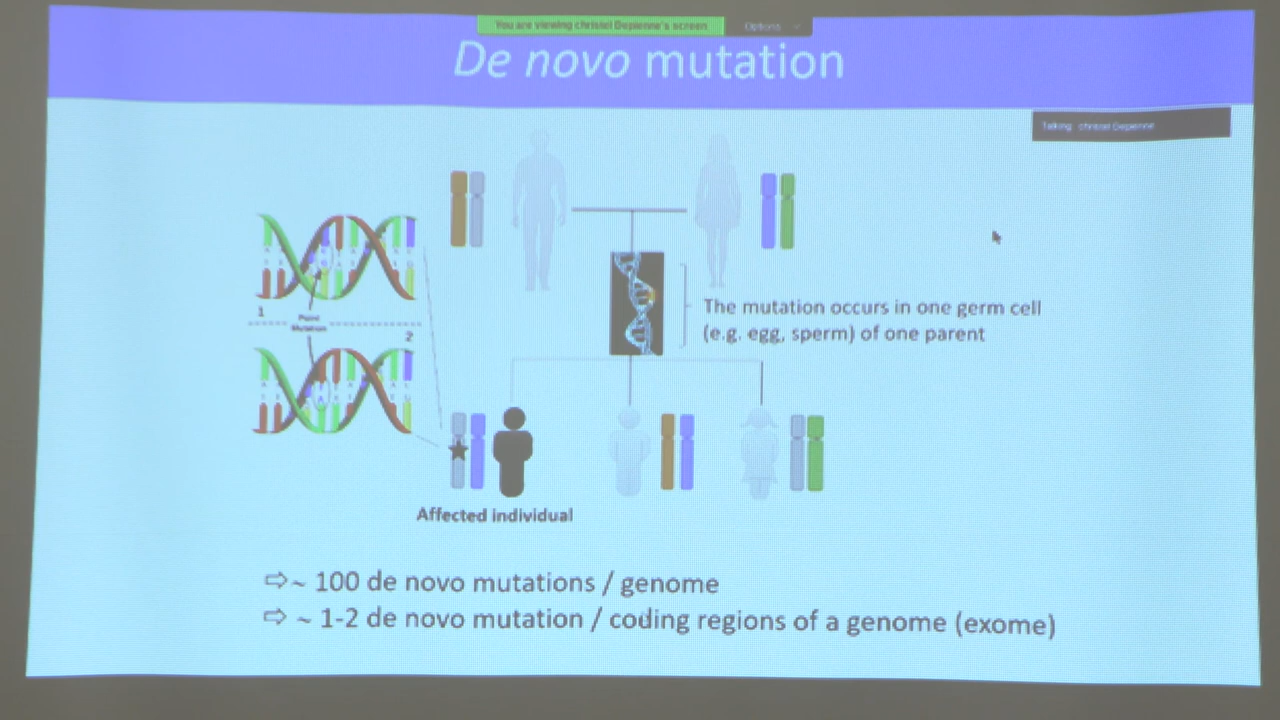 You are viewing christel Depienne's screen
Options
De novo mutation
Talking: christel Depienne
1
Point
Mutation
2
The mutation occurs in one germ cell
(e.g. egg, sperm) of one parent
Affected individual
⇨~ 100 de novo mutations / genome
⇨ ~ 1-2 de novo mutation / coding regions of a genome (exome)